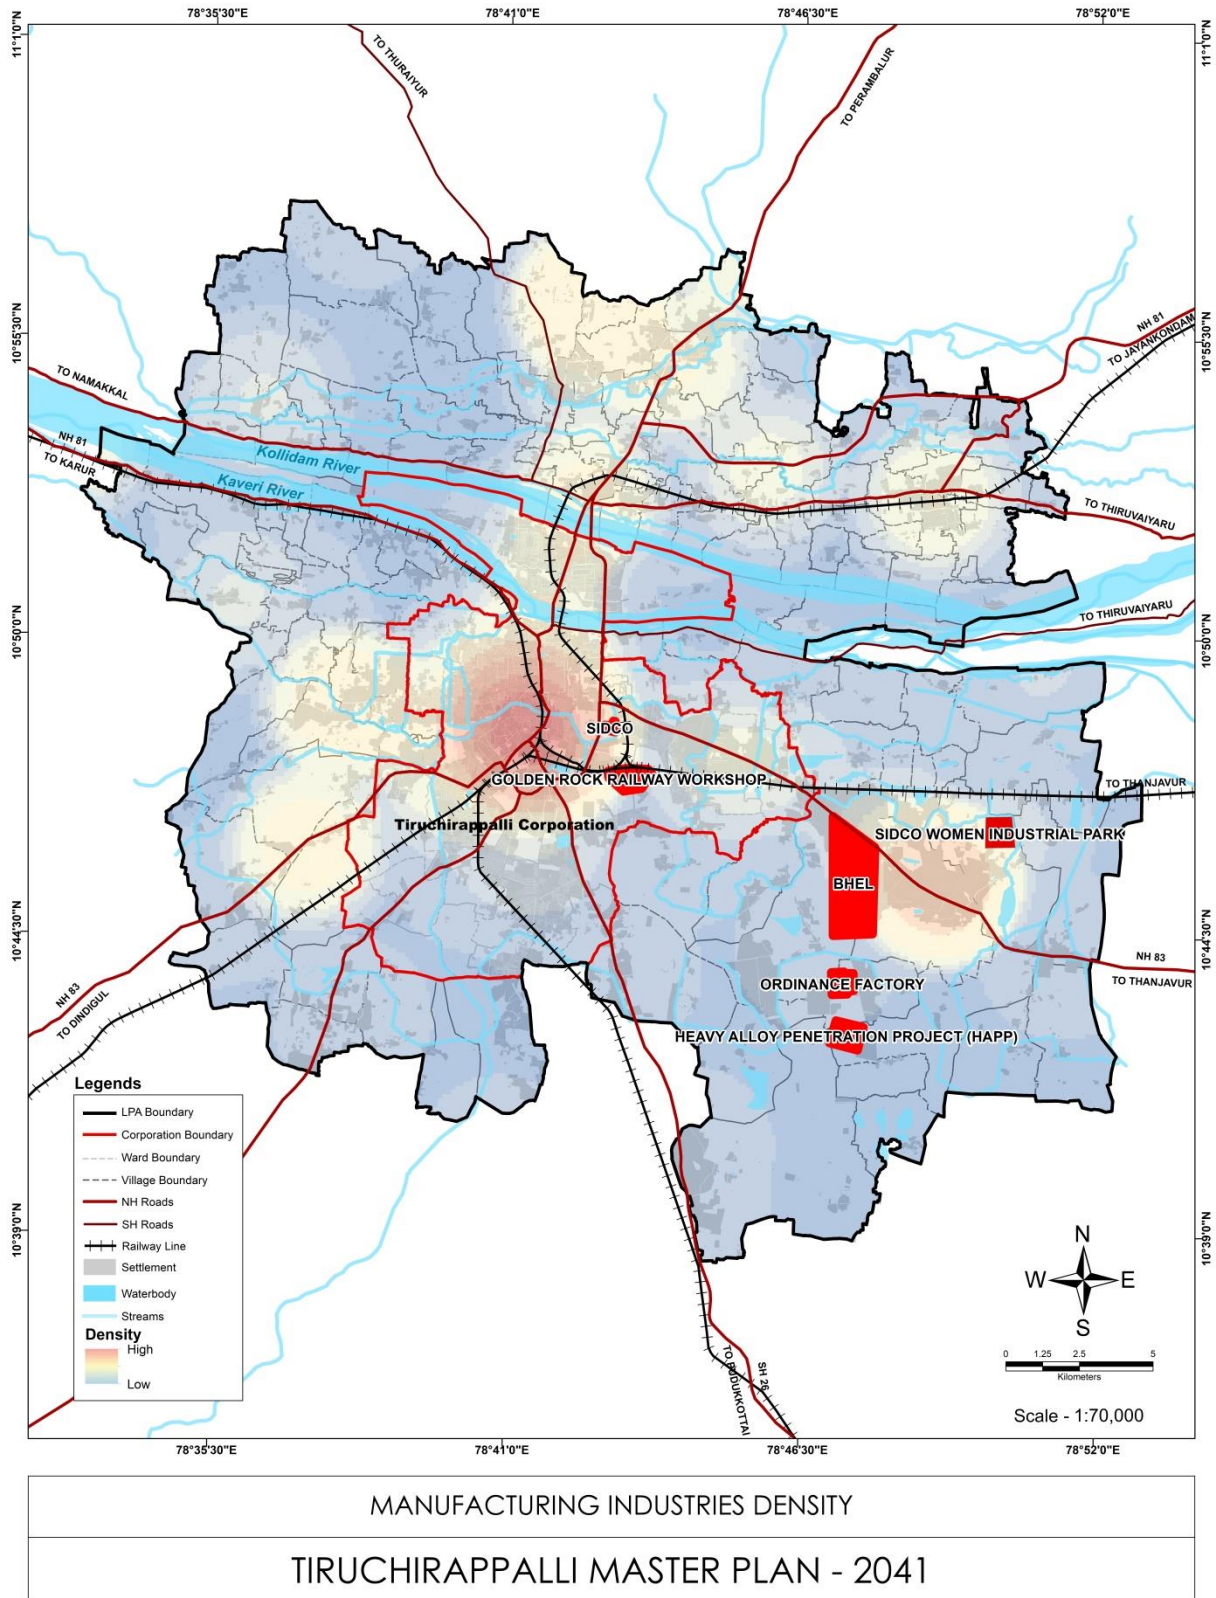 78°35'30"E
78°41'0"E
78°46'30"E
78°52'0"E
11°1'0"N
11°1'0"N
TO THURAIYUR
TO PERAMBALUR
NH 81
TO JAYANKONDAM
10°55'30"N
10°55'30"N
TO NAMAKKAL
NH 81
TO KARUR
Kollidam River
Kaveri River
TO THIRUVAIYARU
TO THIRUVAIYARU
10°50'0"N
10°50'0"N
SIDCO
GOLDEN ROCK RAILWAY WORKSHOP
TO THANJAVUR
Tiruchirappalli Corporation
SIDCO WOMEN INDUSTRIAL PARK
BHEL
10°44'30"N
10°44'30"N
NH 83
TO THANJAVUR
ORDINANCE FACTORY
NH 83
TO DINDIGUL
HEAVY ALLOY PENETRATION PROJECT (HAPP)
Legends
LPA Boundary
Corporation Boundary
Ward Boundary
Village Boundary
NH Roads
SH Roads
Railway Line
Settlement
Waterbody
Streams
Density
High
Low
10°39'0"N
10°39'0"N
N
W
E
S
0 1.25 2.5 5
Kilometers
Scale - 1:70,000
TO PUDUKKOTTAI
SH 26
78°35'30"E
78°41'0"E
78°46'30"E
78°52'0"E
MANUFACTURING INDUSTRIES DENSITY
TIRUCHIRAPPALLI MASTER PLAN - 2041